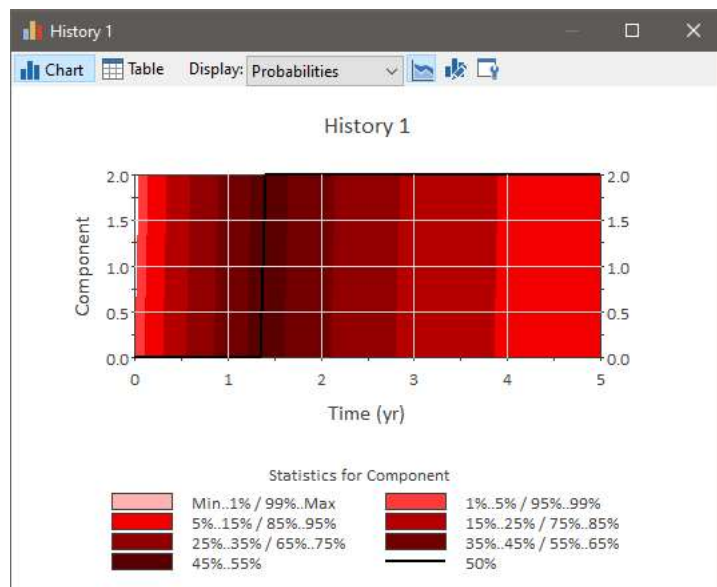 History 1
Chart Table Display: Probabilities
History 1
2.0 2.0
1.5 1.5
Component
1.0 1.0
0.5 0.5
0.0 0.0
0 1 2 3 4 5
Time (yr)
Statistics for Component
Min..1% / 99%..Max 1%..5% / 95%..99%
5%..15% / 85%..95% 15%..25% / 75%..85%
25%..35% / 65%..75% 35%..45% / 55%..65%
45%..55% 50%